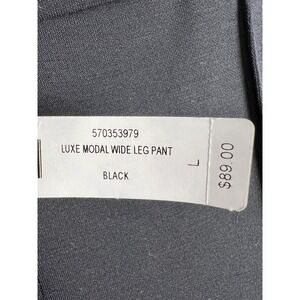 570353979
LUXE MODAL WIDE LEG PANT
BLACK
L
$89.00